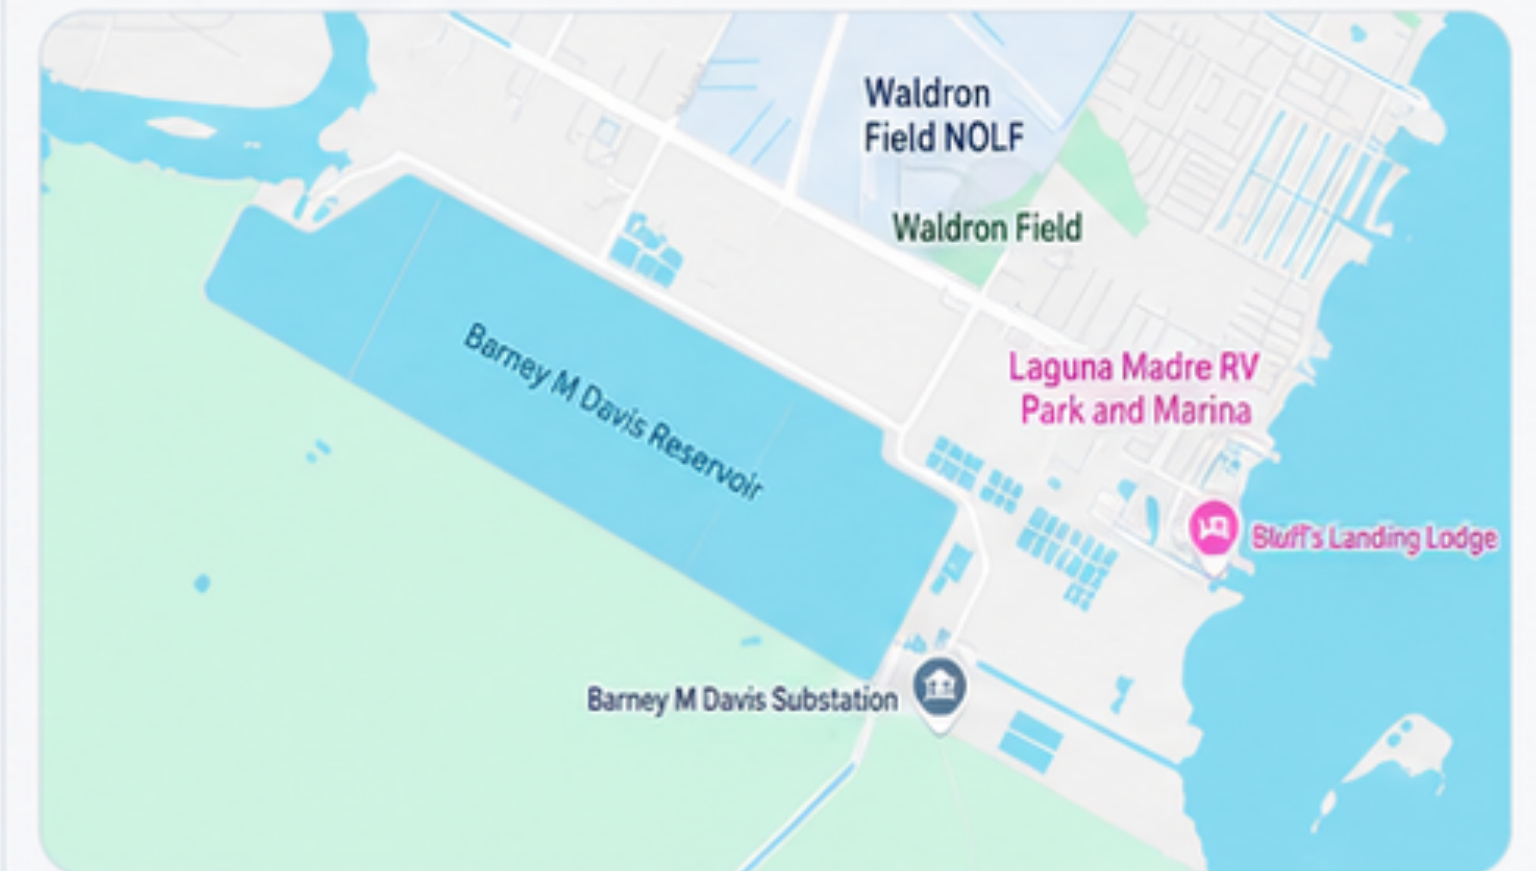 Waldron
Field NOLF
Waldron Field
Barney M Davis Reservoir
Laguna Madre RV
Park and Marina
Bluff's Landing Lodge
Barney M Davis Substation